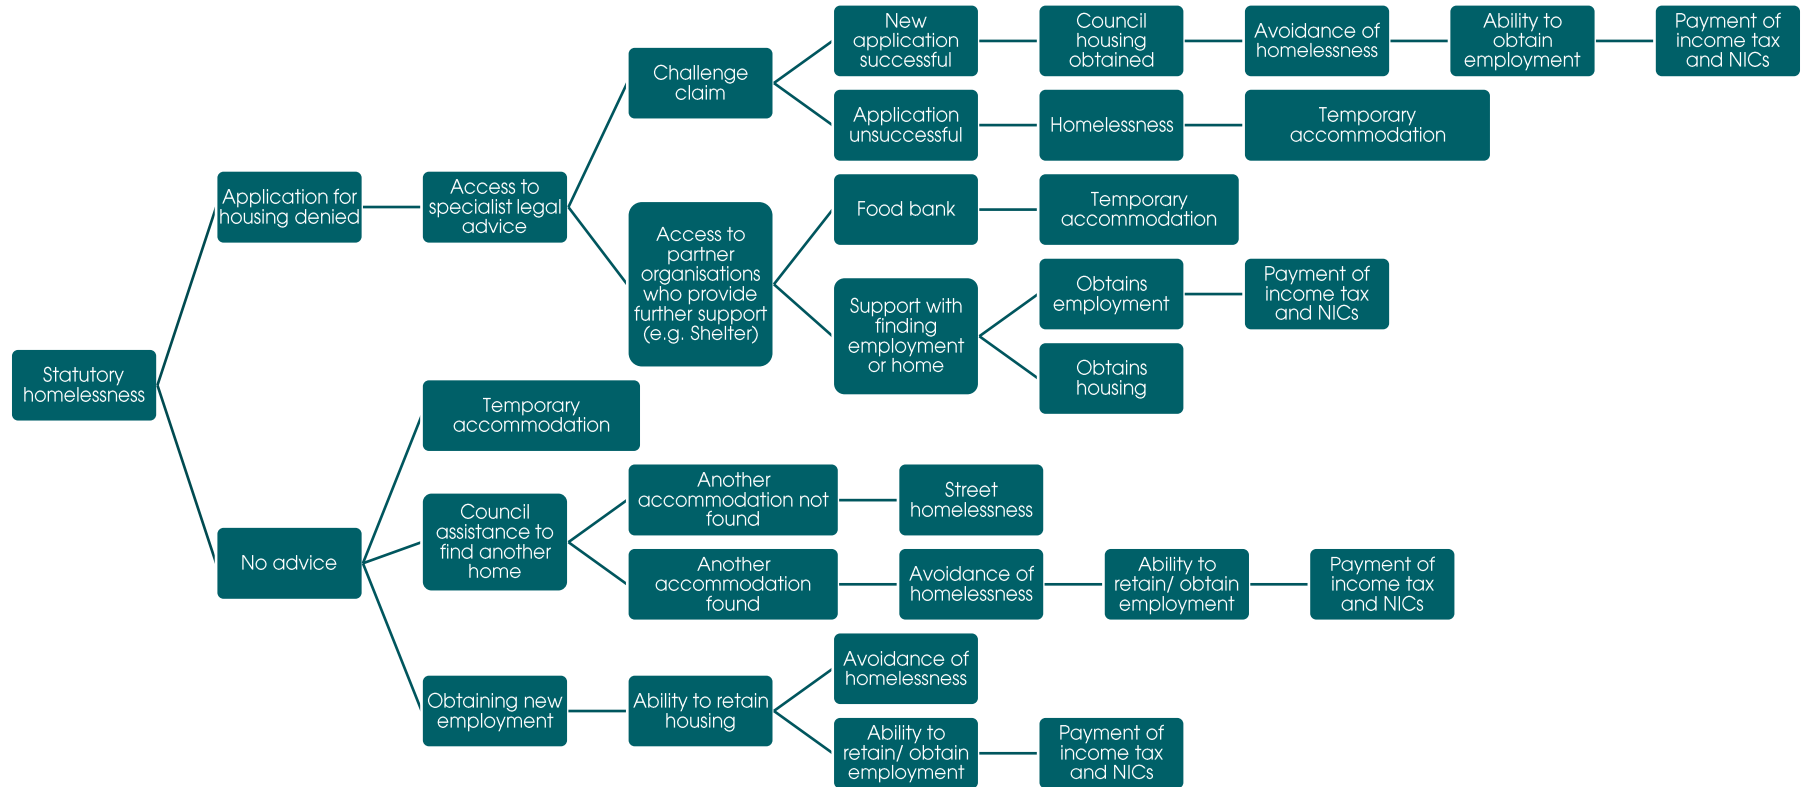 New
application
successful
Council
housing
obtained
Avoidance of
homelessness
Ability to
obtain
employment
Payment of
income tax
and NICs
Challenge
claim
Application
unsuccessful
Homelessness
Temporary
accommodation
Application for
housing denied
Access to
specialist legal
advice
Food bank
Temporary
accommodation
Access to
partner
organisations
who provide
further support
(e.g. Shelter)
Support with
finding
employment
or home
Obtains
employment
Payment of
income tax
and NICs
Obtains
housing
Statutory
homelessness
Temporary
accommodation
No advice
Council
assistance to
find another
home
Another
accommodation not
found
Street
homelessness
Another
accommodation
found
Avoidance of
homelessness
Ability to
retain/ obtain
employment
Payment of
income tax
and NICs
Obtaining new
employment
Ability to retain
housing
Avoidance of
homelessness
Ability to
retain/ obtain
employment
Payment of
income tax
and NICs